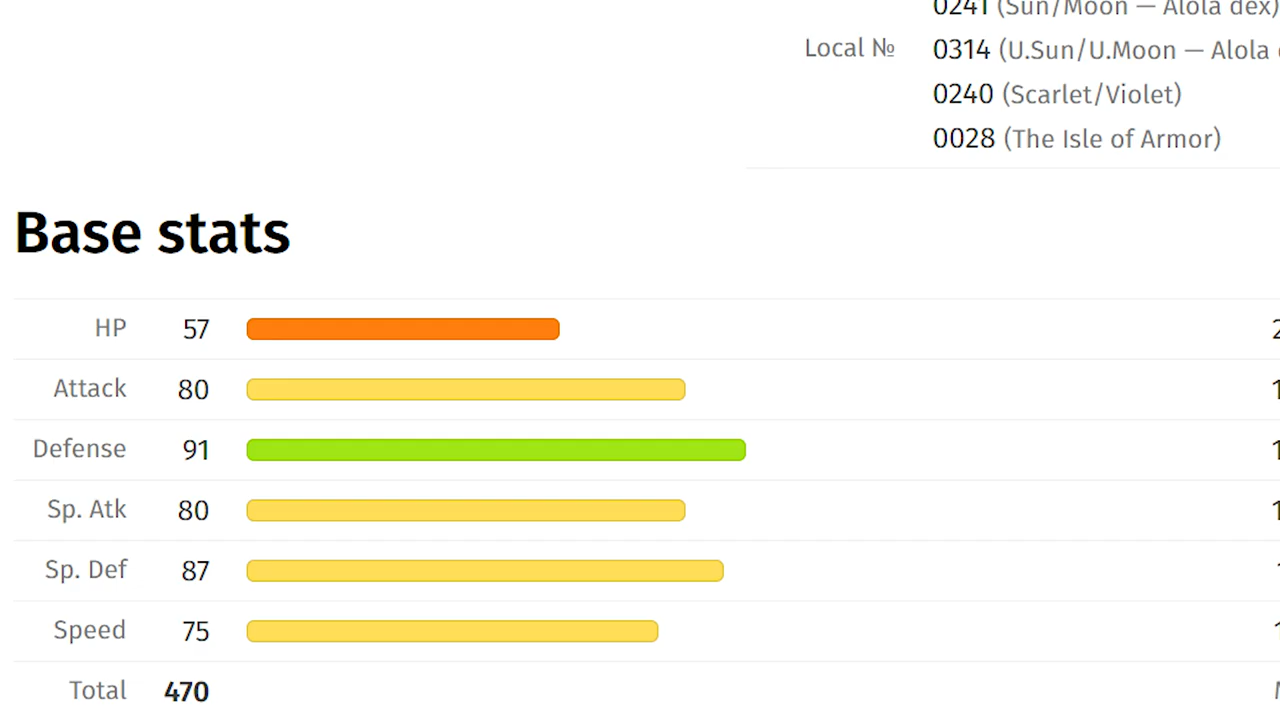 0241 (Sun/Moon — Alola dex)
Local № 0314 (U.Sun/U.Moon — Alola
0240 (Scarlet/Violet)
0028 (The Isle of Armor)
Base stats
HP 57
Attack 80
Defense 91
Sp. Atk 80
Sp. Def 87
Speed 75
Total 470